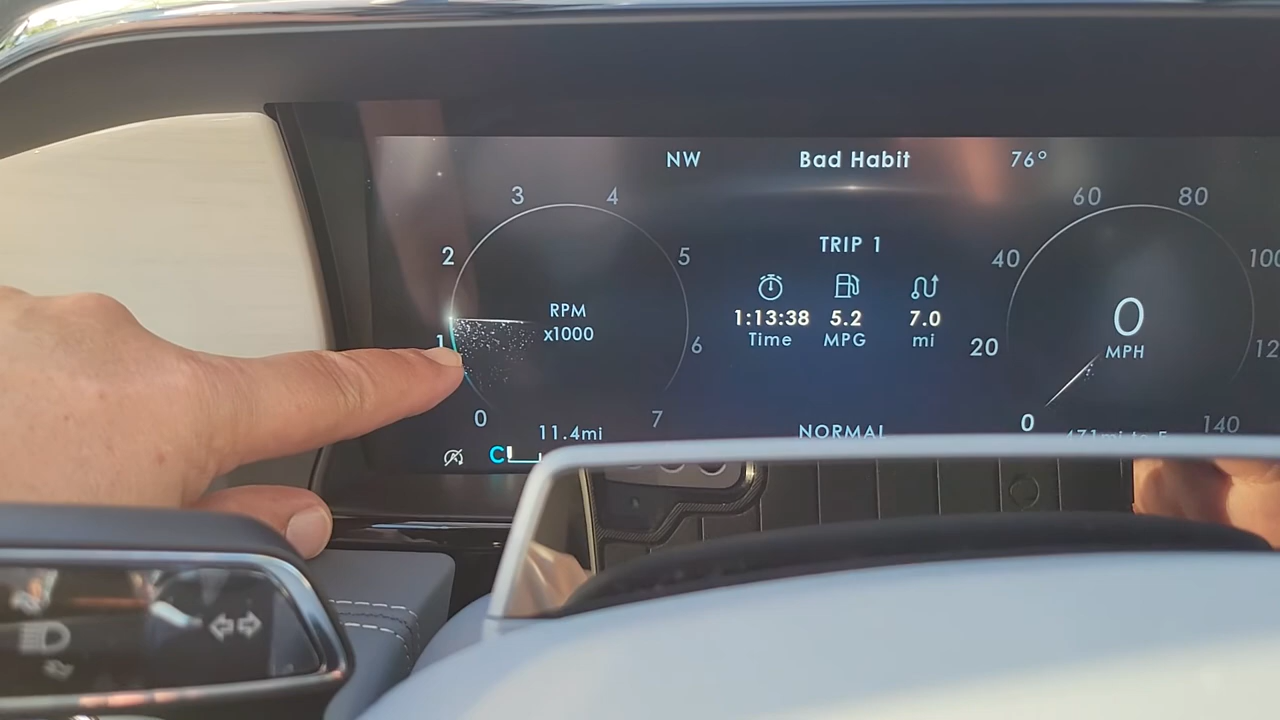 NW Bad Habit 76°
3 4 60 80
2 5 40 100
TRIP 1
RPM
x1000
1:13:38 5.2 7.0
Time MPG mi
0
MPH
1 6 20
0 7 0 140
11.4mi NORMAL
C